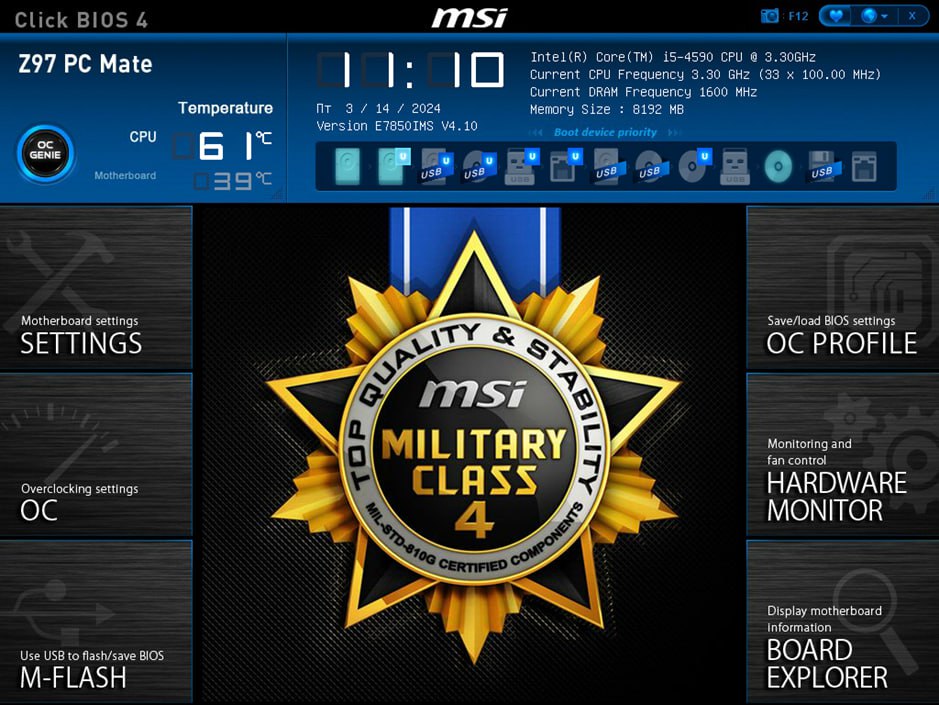 Click BIOS 4
msi
: F12
X
Z97 PC Mate
11:10
Intel(R) Core(TM) i5-4590 CPU @ 3.30GHz
Current CPU Frequency 3.30 GHz (33 x 100.00 MHz)
Current DRAM Frequency 1600 MHz
Memory Size : 8192 MB
Пт 3 / 14 / 2024
Version E7850IMS V4.10
Temperature
CPU 61°C
Motherboard 39°C
OC
GENIE
Boot device priority
U USB U USB U U U USB USB U USB USB USB
Motherboard settings
SETTINGS
Overclocking settings
OC
Use USB to flash/save BIOS
M-FLASH
TOP QUALITY & STABILITY
msi
MILITARY
CLASS
4
MIL-STD-810G CERTIFIED COMPONENTS
Save/load BIOS settings
OC PROFILE
Monitoring and
fan control
HARDWARE
MONITOR
Display motherboard
information
BOARD
EXPLORER